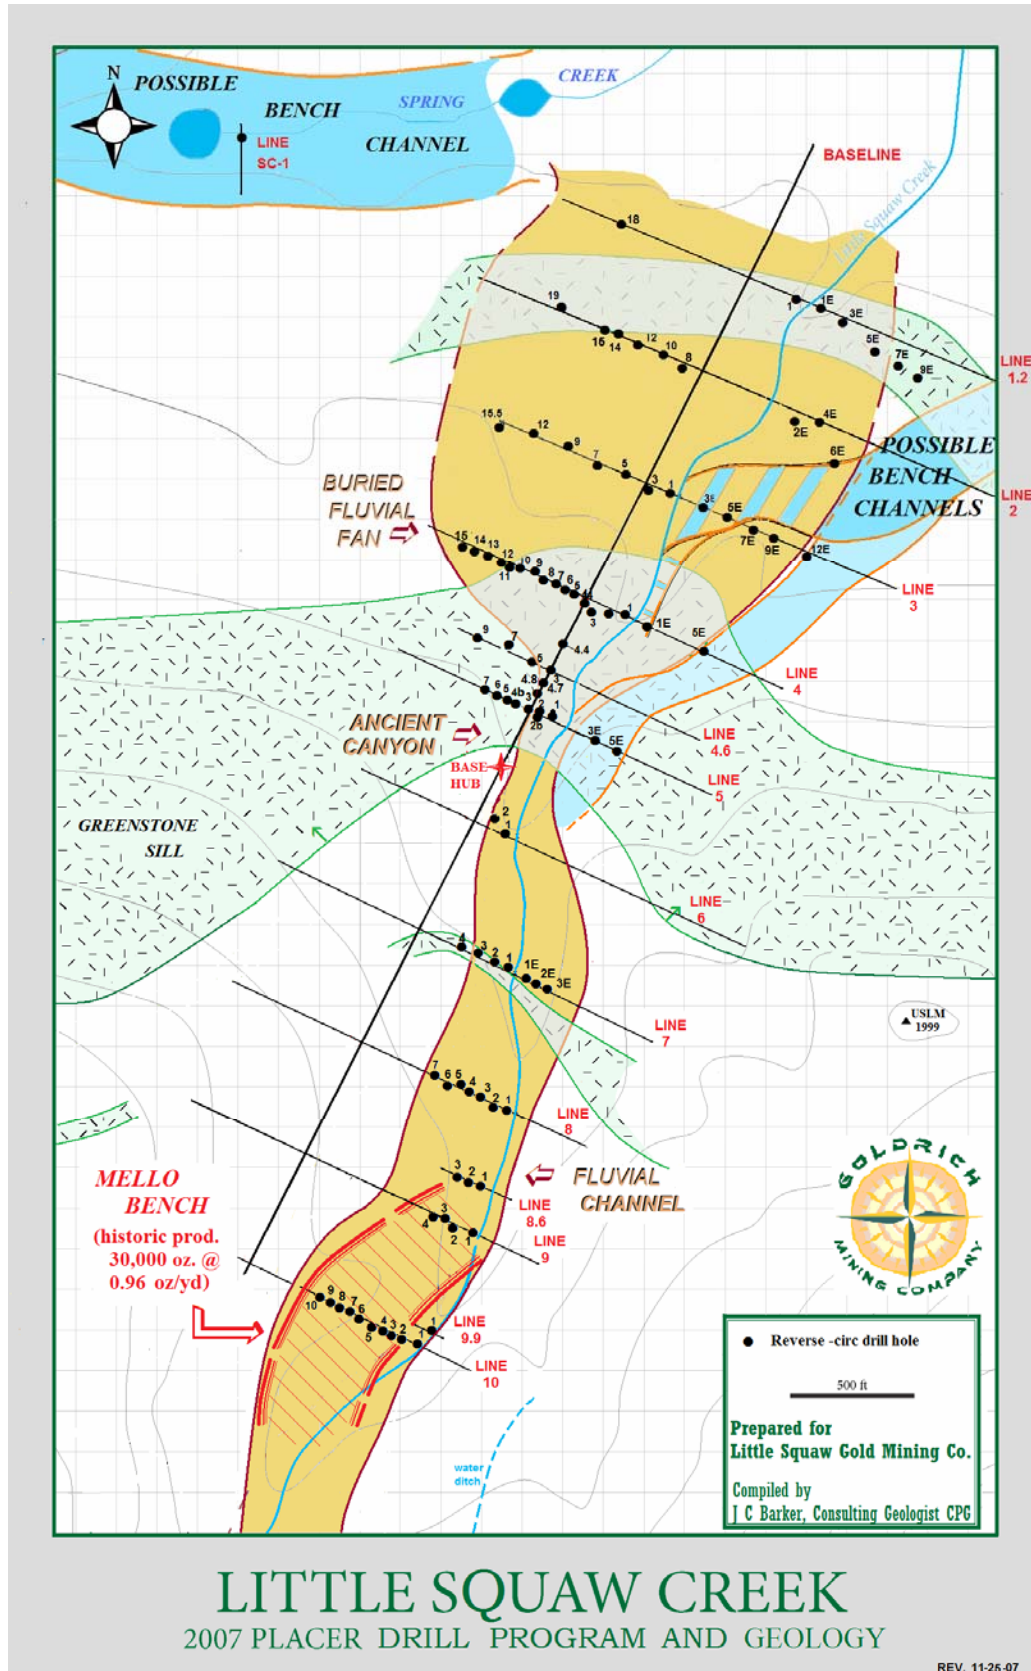 N
POSSIBLE
BENCH
CHANNEL
SPRING
CREEK
LINE
SC-1
BASELINE
Little Squaw Creek
18
1
1E
3E
5E
7E
9E
LINE
1.2
19
15
14
12
10
8
2E
4E
6E
LINE
2
POSSIBLE
BENCH
CHANNELS
15.5
12
9
7
5
3
1
3E
5E
7E
9E
12E
LINE
3
BURIED
FLUVIAL
FAN
15
14
13
12
11
10
9
8
7
6
5
4
3
1
1E
5E
LINE
4
4.4
9
7
5
3
4.8
4.7
LINE
4.6
7
6
5
4b
3
2
2b
1
3E
5E
LINE
5
ANCIENT
CANYON
BASE
HUB
GREENSTONE
SILL
2
1
LINE
6
4
3
2
1
1E
2E
3E
LINE
7
USLM
1999
7
6
5
4
3
2
1
LINE
8
3
2
1
LINE
8.6
FLUVIAL
CHANNEL
4
3
2
1
LINE
9
MELLO
BENCH
(historic prod.
30,000 oz. @
0.96 oz/yd)
1
LINE
9.9
10
9
8
7
6
5
4
3
2
1
LINE
10
water
ditch
GOLDRICH
MINING COMPANY
Reverse -circ drill hole
500 ft
Prepared for
Little Squaw Gold Mining Co.
Compiled by
J C Barker, Consulting Geologist CPG
LITTLE SQUAW CREEK
2007 PLACER DRILL PROGRAM AND GEOLOGY
REV. 11-25-07